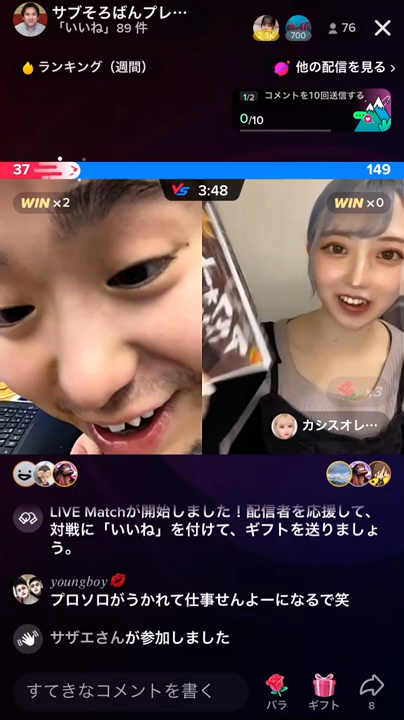 サブそろばんプレ…
「いいね」89 件
2.5K
700
76
ランキング（週間）
他の配信を見る
1/2 コメントを10回送信する
0/10
37
VS 3:48
149
WIN x2
WIN x0
x3
カシスオレ…
LIVE Matchが開始しました！配信者を応援して、
対戦に「いいね」を付けて、ギフトを送りましょ
う。
youngboy💋
プロソロがうかれて仕事せんよーになるで笑
サザエさんが参加しました
すてきなコメントを書く
バラ
ギフト
8